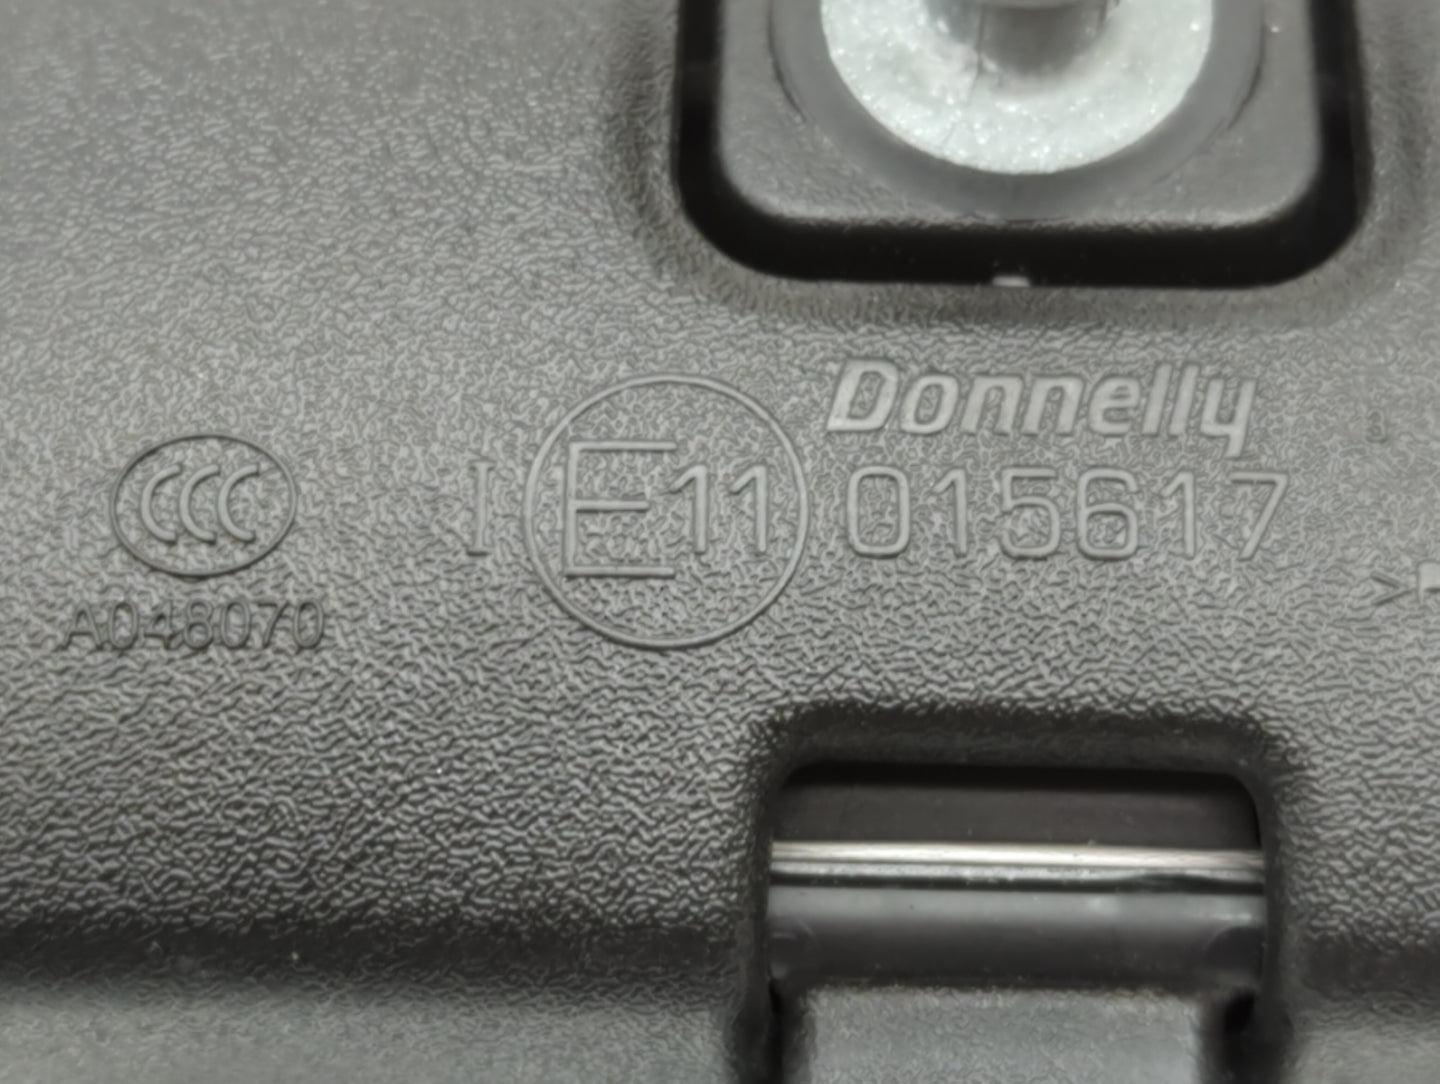 Donnelly
CCC I E11 015617
A048070
>